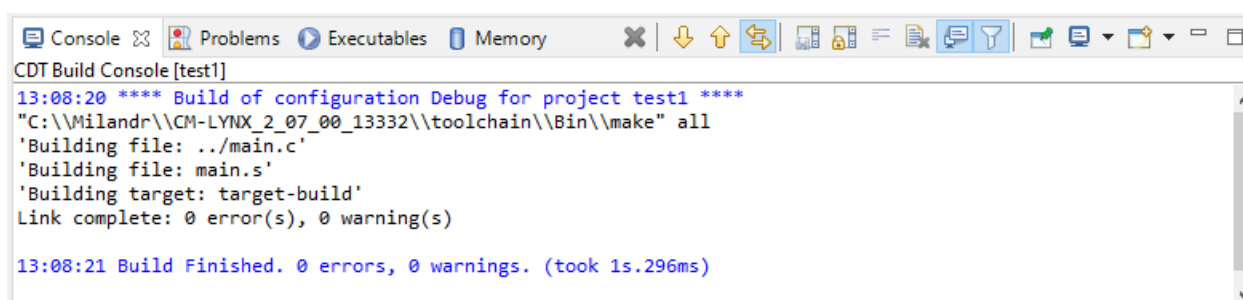 Console Problems Executables Memory
CDT Build Console [test1]
13:08:20 **** Build of configuration Debug for project test1 ****
"C:\\Milandr\\CM-LYNX_2_07_00_13332\\toolchain\\Bin\\make" all
'Building file: ../main.c'
'Building file: main.s'
'Building target: target-build'
Link complete: 0 error(s), 0 warning(s)
13:08:21 Build Finished. 0 errors, 0 warnings. (took 1s.296ms)